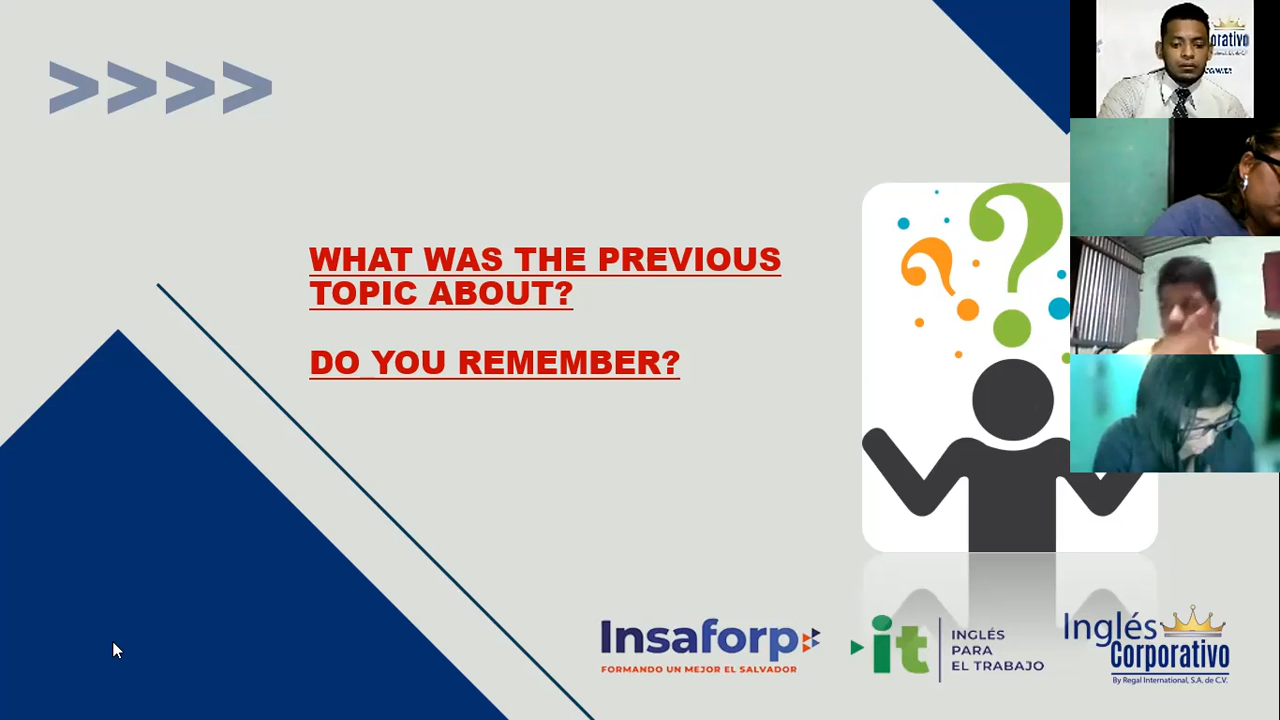 >>>>
WHAT WAS THE PREVIOUS
TOPIC ABOUT?
DO YOU REMEMBER?
orativo
Insaforp
FORMANDO UN MEJOR EL SALVADOR
it
INGLÉS
PARA
EL TRABAJO
Inglés
Corporativo
By Regal International, S.A. de C.V.